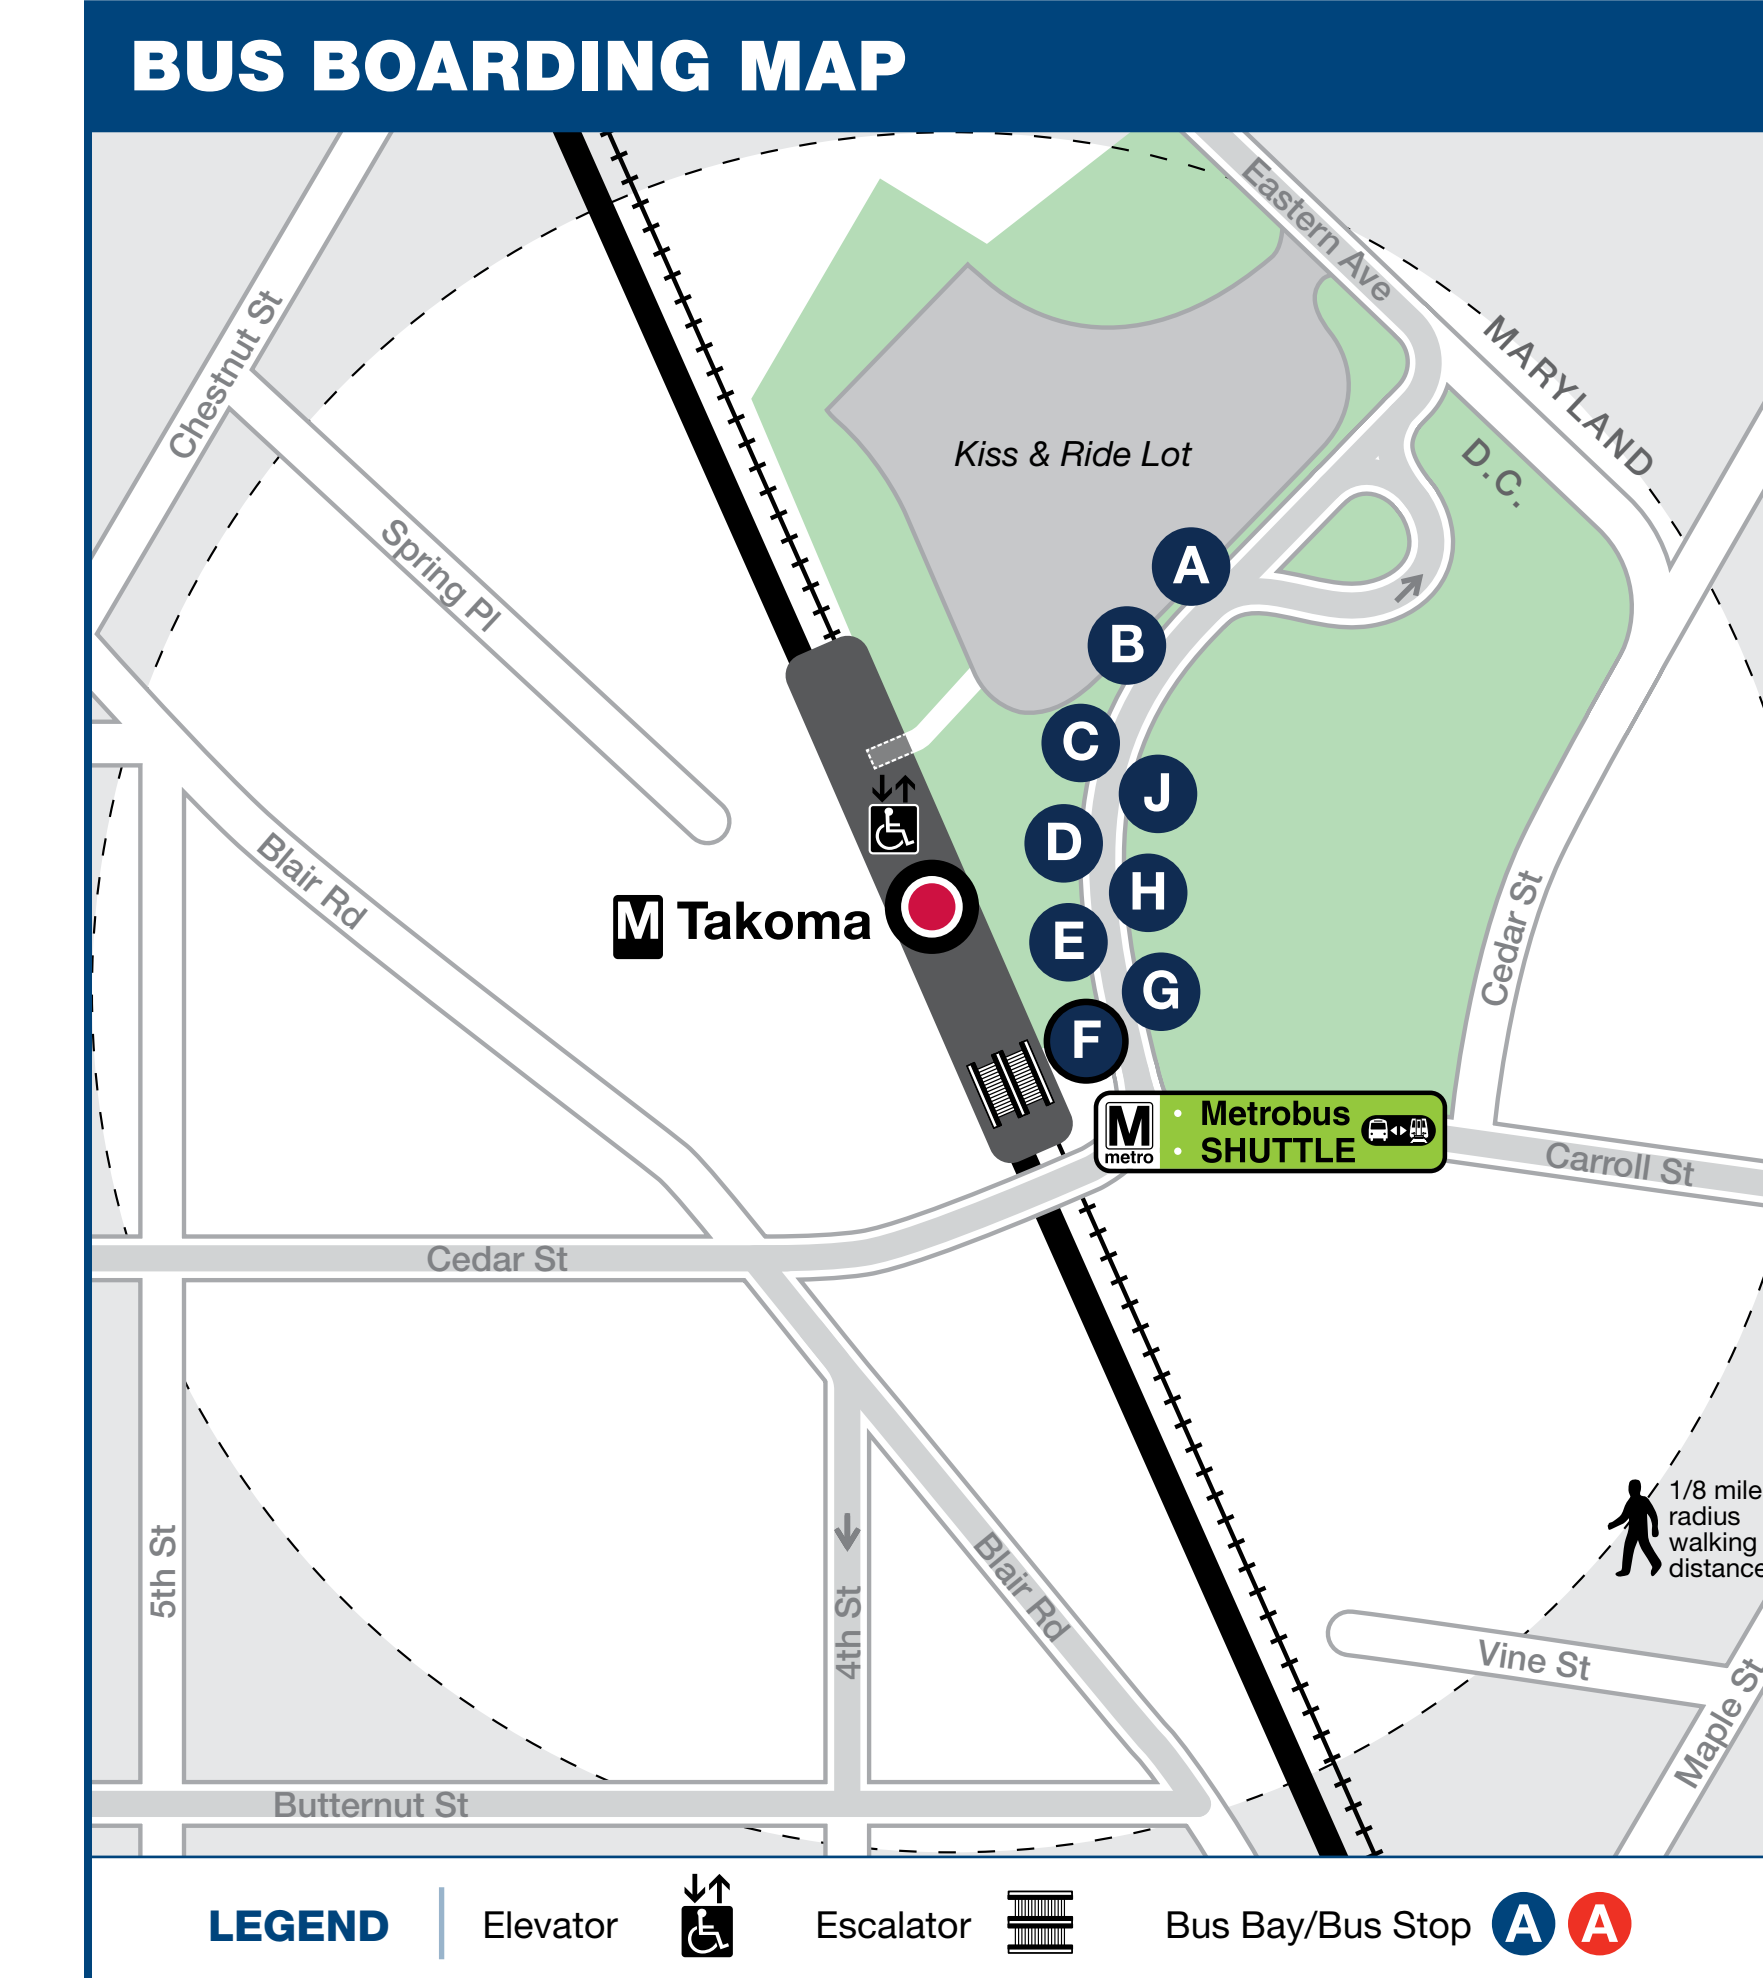 BUS BOARDING MAP
Eastern Ave
MARYLAND
D.C.
Chestnut St
Kiss & Ride Lot
Spring Pl
A
B
C
J
D
H
E
G
F
Blair Rd
M Takoma
Cedar St
M metro
Metrobus
SHUTTLE
Carroll St
Cedar St
1/8 mile
radius
walking
distance
5th St
4th St
Blair Rd
Vine St
Maple St
Butternut St
LEGEND
Elevator
Escalator
Bus Bay/Bus Stop A A